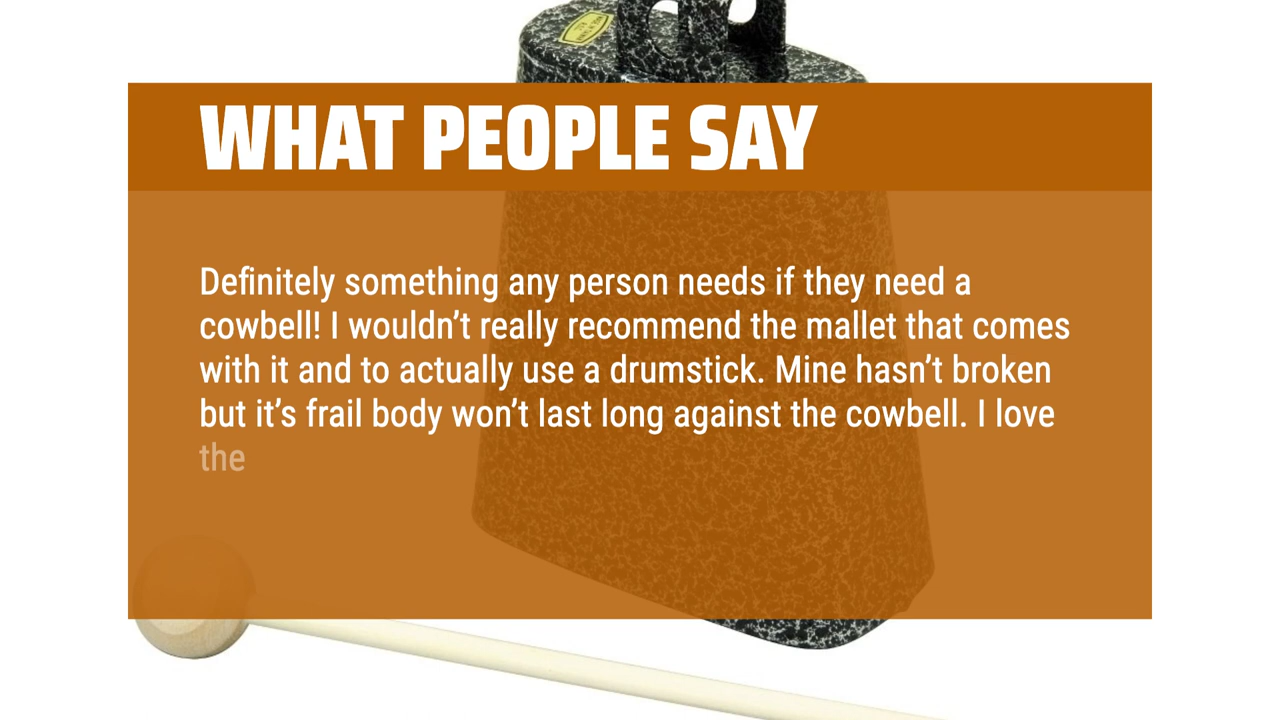 WHAT PEOPLE SAY
Definitely something any person needs if they need a
cowbell! I wouldn’t really recommend the mallet that comes
with it and to actually use a drumstick. Mine hasn’t broken
but it’s frail body won’t last long against the cowbell. I love
the